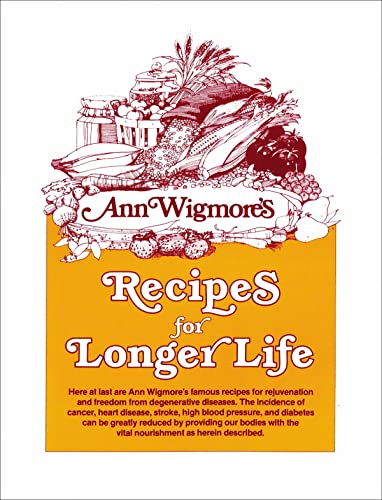 Ann Wigmore's
Recipes
for
Longer Life
Here at last are Ann Wigmore's famous recipes for rejuvenation
and freedom from degenerative diseases. The incidence of
cancer, heart disease, stroke, high blood pressure, and diabetes
can be greatly reduced by providing our bodies with the
vital nourishment as herein described.